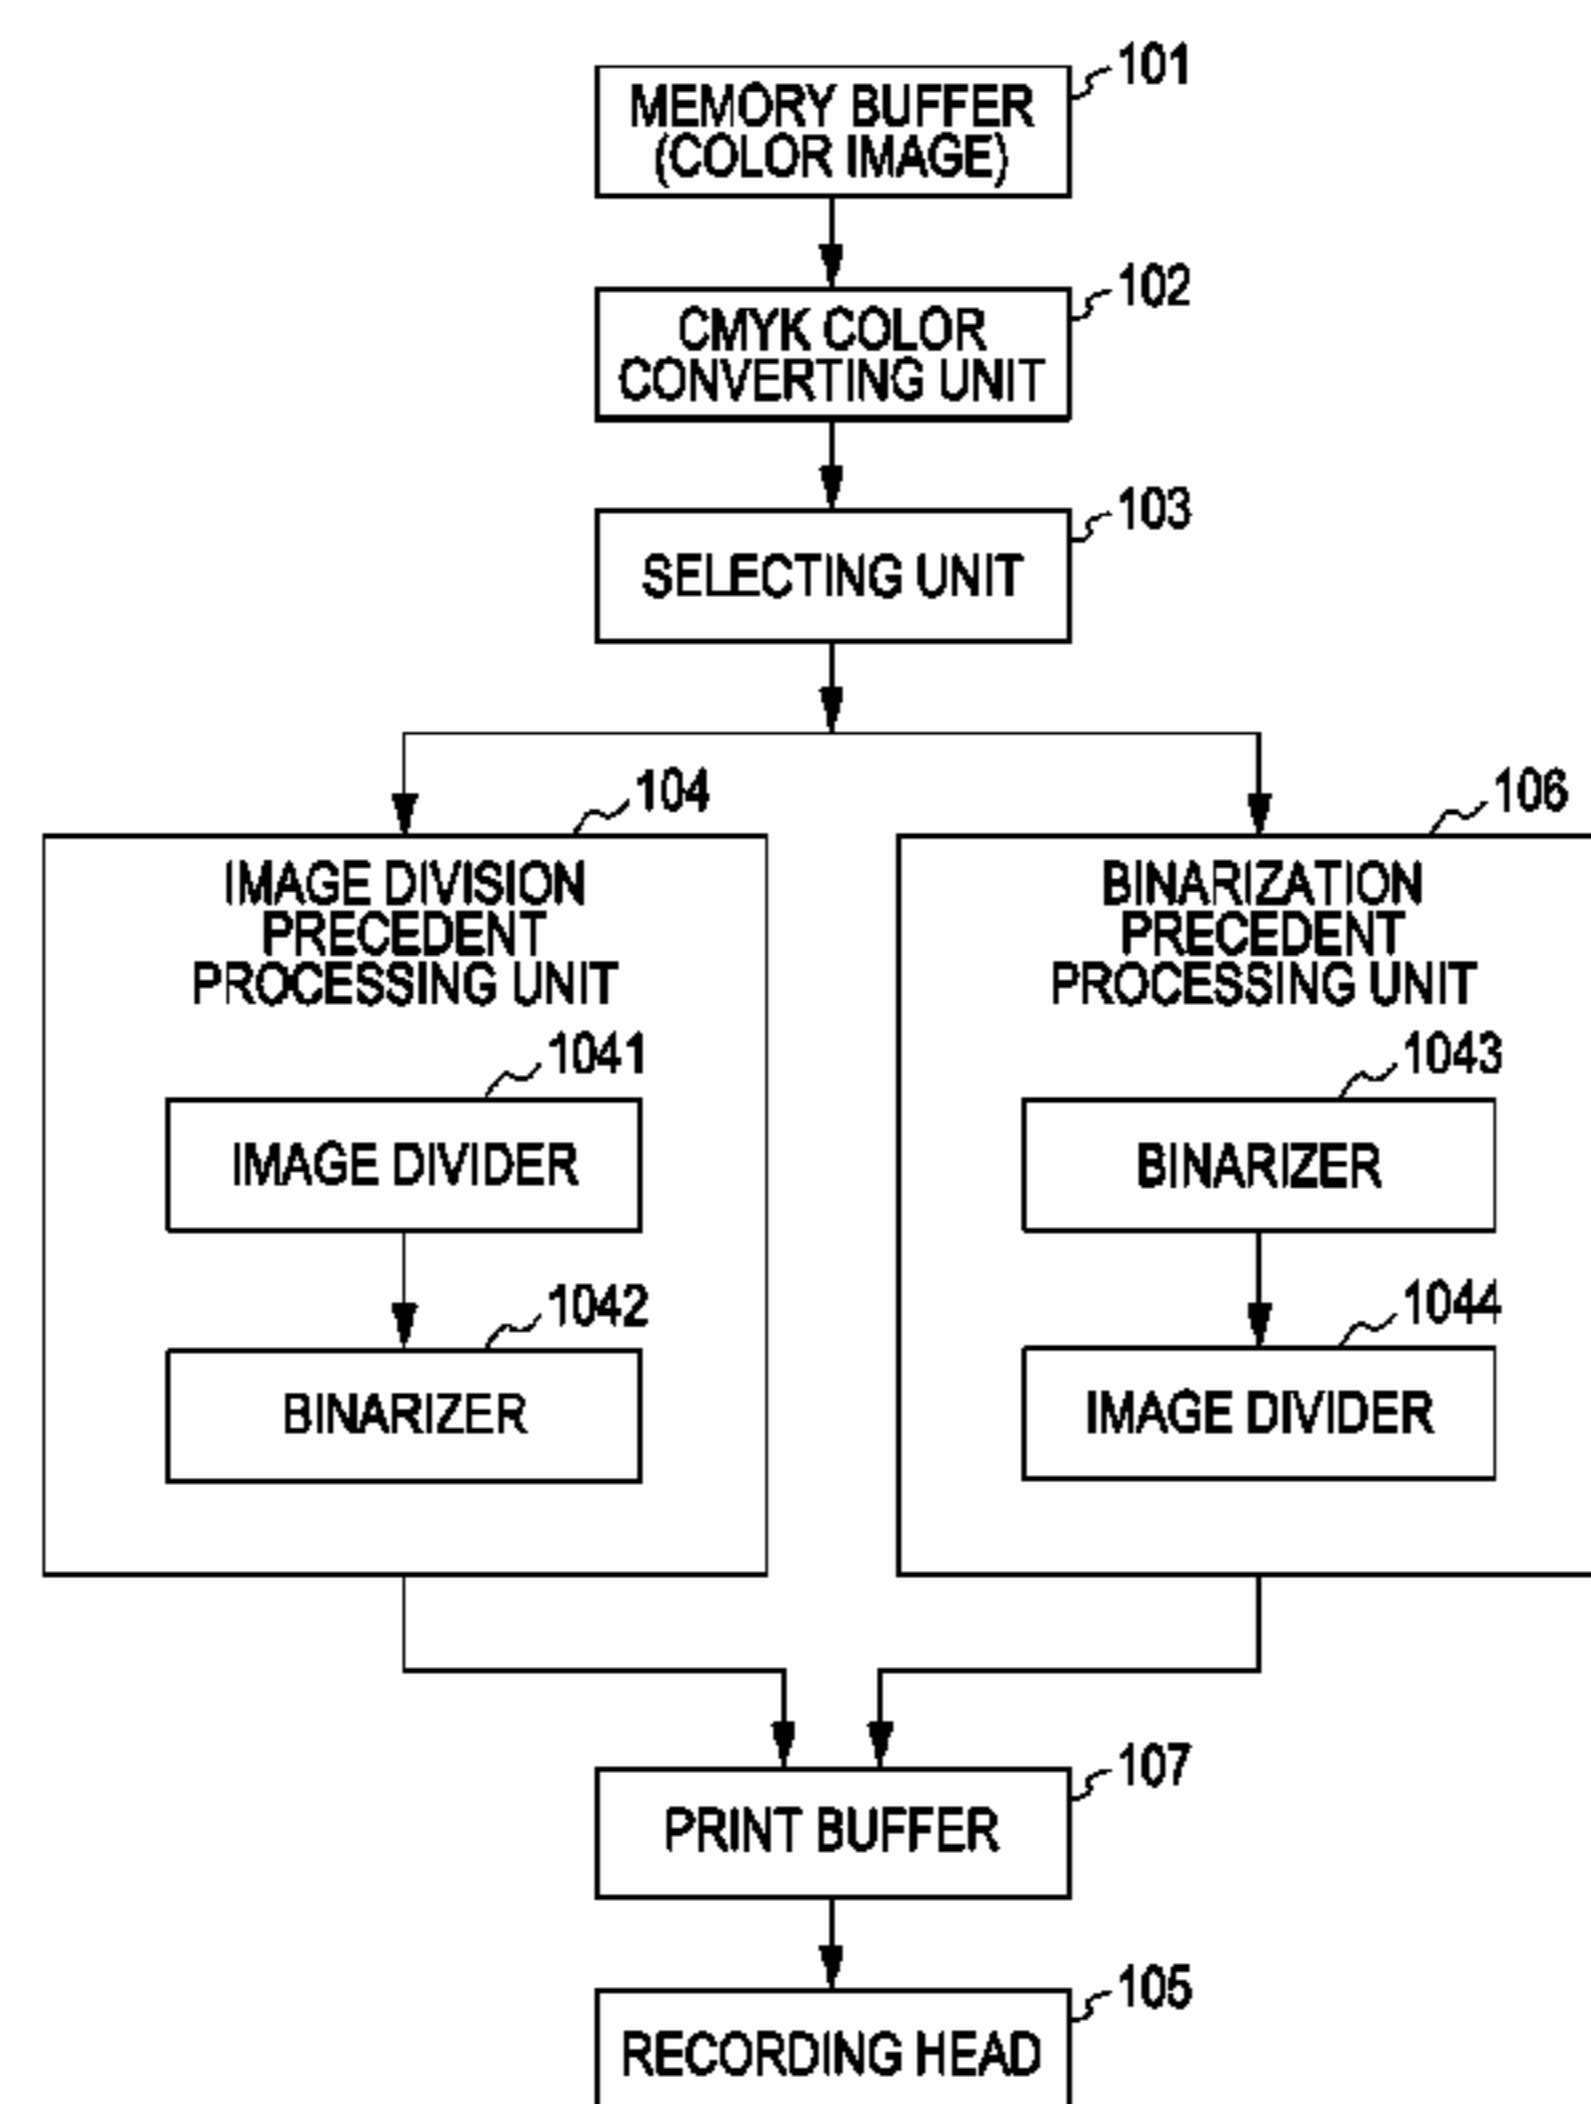 101
MEMORY BUFFER
(COLOR IMAGE)
102
CMYK COLOR
CONVERTING UNIT
103
SELECTING UNIT
104
IMAGE DIVISION
PRECEDENT
PROCESSING UNIT
1041
IMAGE DIVIDER
1042
BINARIZER
106
BINARIZATION
PRECEDENT
PROCESSING UNIT
1043
BINARIZER
1044
IMAGE DIVIDER
107
PRINT BUFFER
105
RECORDING HEAD